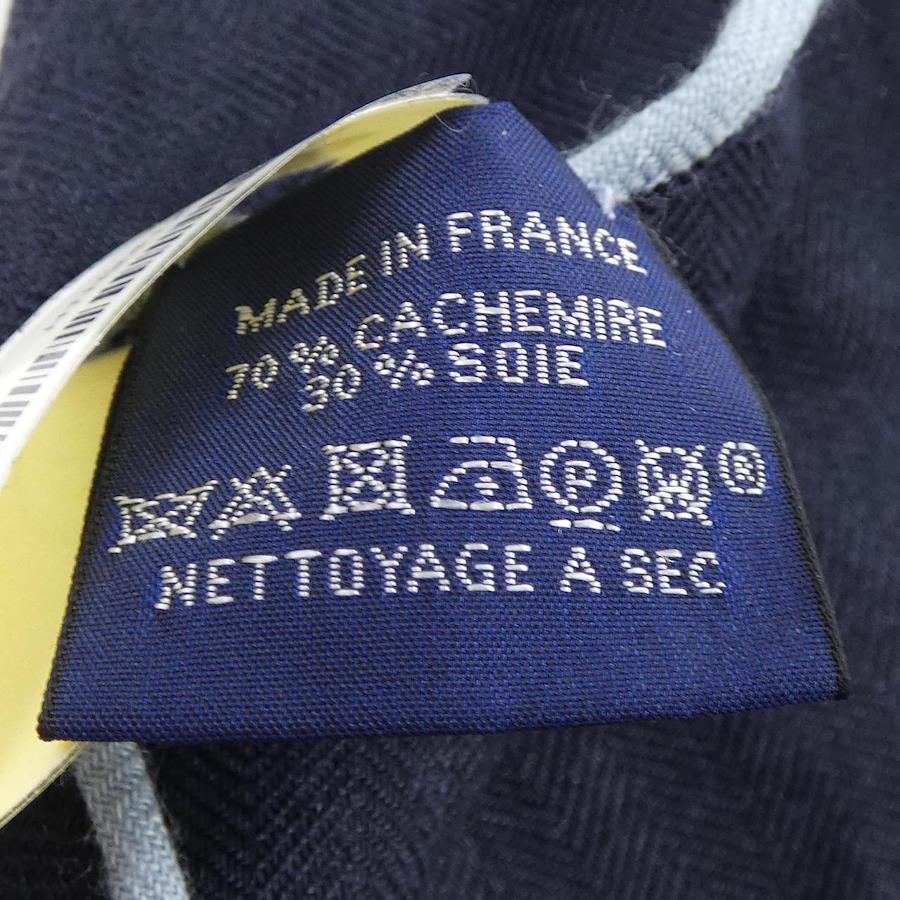 MADE IN FRANCE
70 % CACHEMIRE
30 % SOIE
F ®
NETTOYAGE A SEC